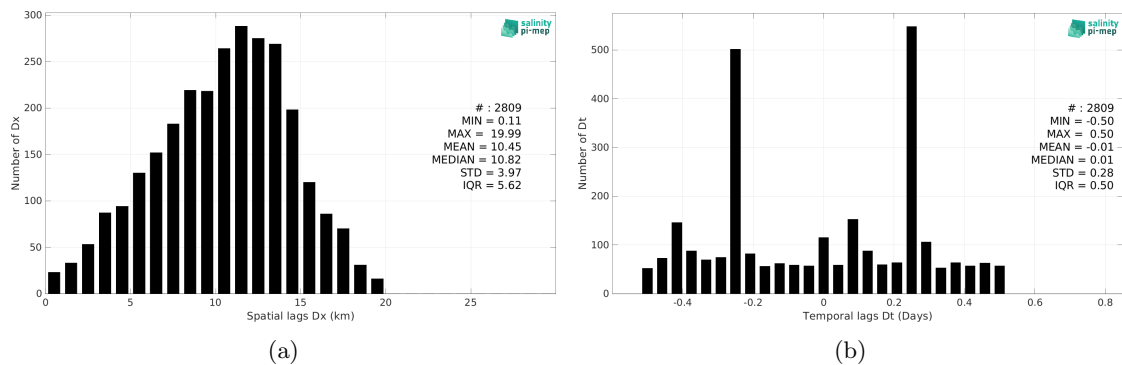 300
250
200
150
100
50
0
Number of Dx
0 5 10 15 20 25
Spatial lags Dx (km)
salinity
pi-mep
# : 2809
MIN = 0.11
MAX = 19.99
MEAN = 10.45
MEDIAN = 10.82
STD = 3.97
IQR = 5.62
(a)
500
400
300
200
100
0
Number of Dt
-0.4 -0.2 0 0.2 0.4 0.6 0.8
Temporal lags Dt (Days)
salinity
pi-mep
# : 2809
MIN = -0.50
MAX = 0.50
MEAN = -0.01
MEDIAN = 0.01
STD = 0.28
IQR = 0.50
(b)